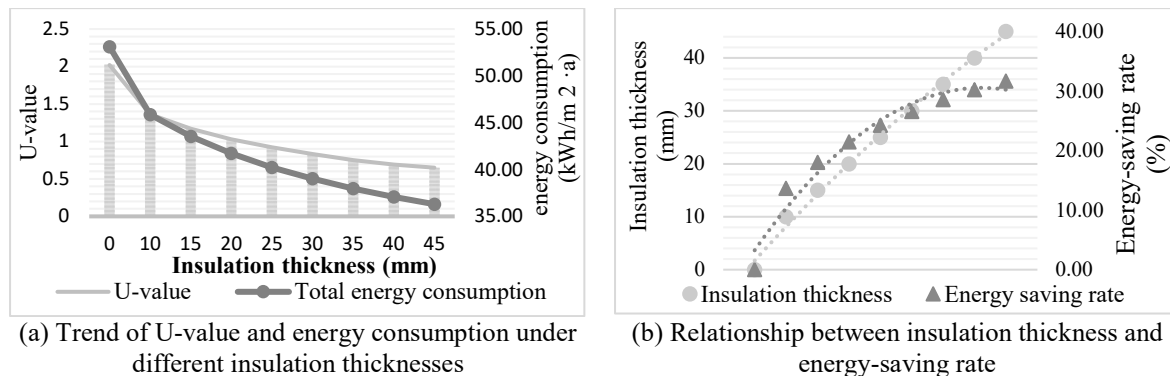 2.5
2
1.5
1
0.5
0
U-value
55.00
50.00
45.00
40.00
35.00
energy consumption
(kWh/m 2 ·a)
0 10 15 20 25 30 35 40 45
Insulation thickness (mm)
U-value Total energy consumption
(a) Trend of U-value and energy consumption under
different insulation thicknesses
Insulation thickness
(mm)
40
30
20
10
0
40.00
30.00
20.00
10.00
0.00
Energy-saving rate
(%)
Insulation thickness Energy saving rate
(b) Relationship between insulation thickness and
energy-saving rate